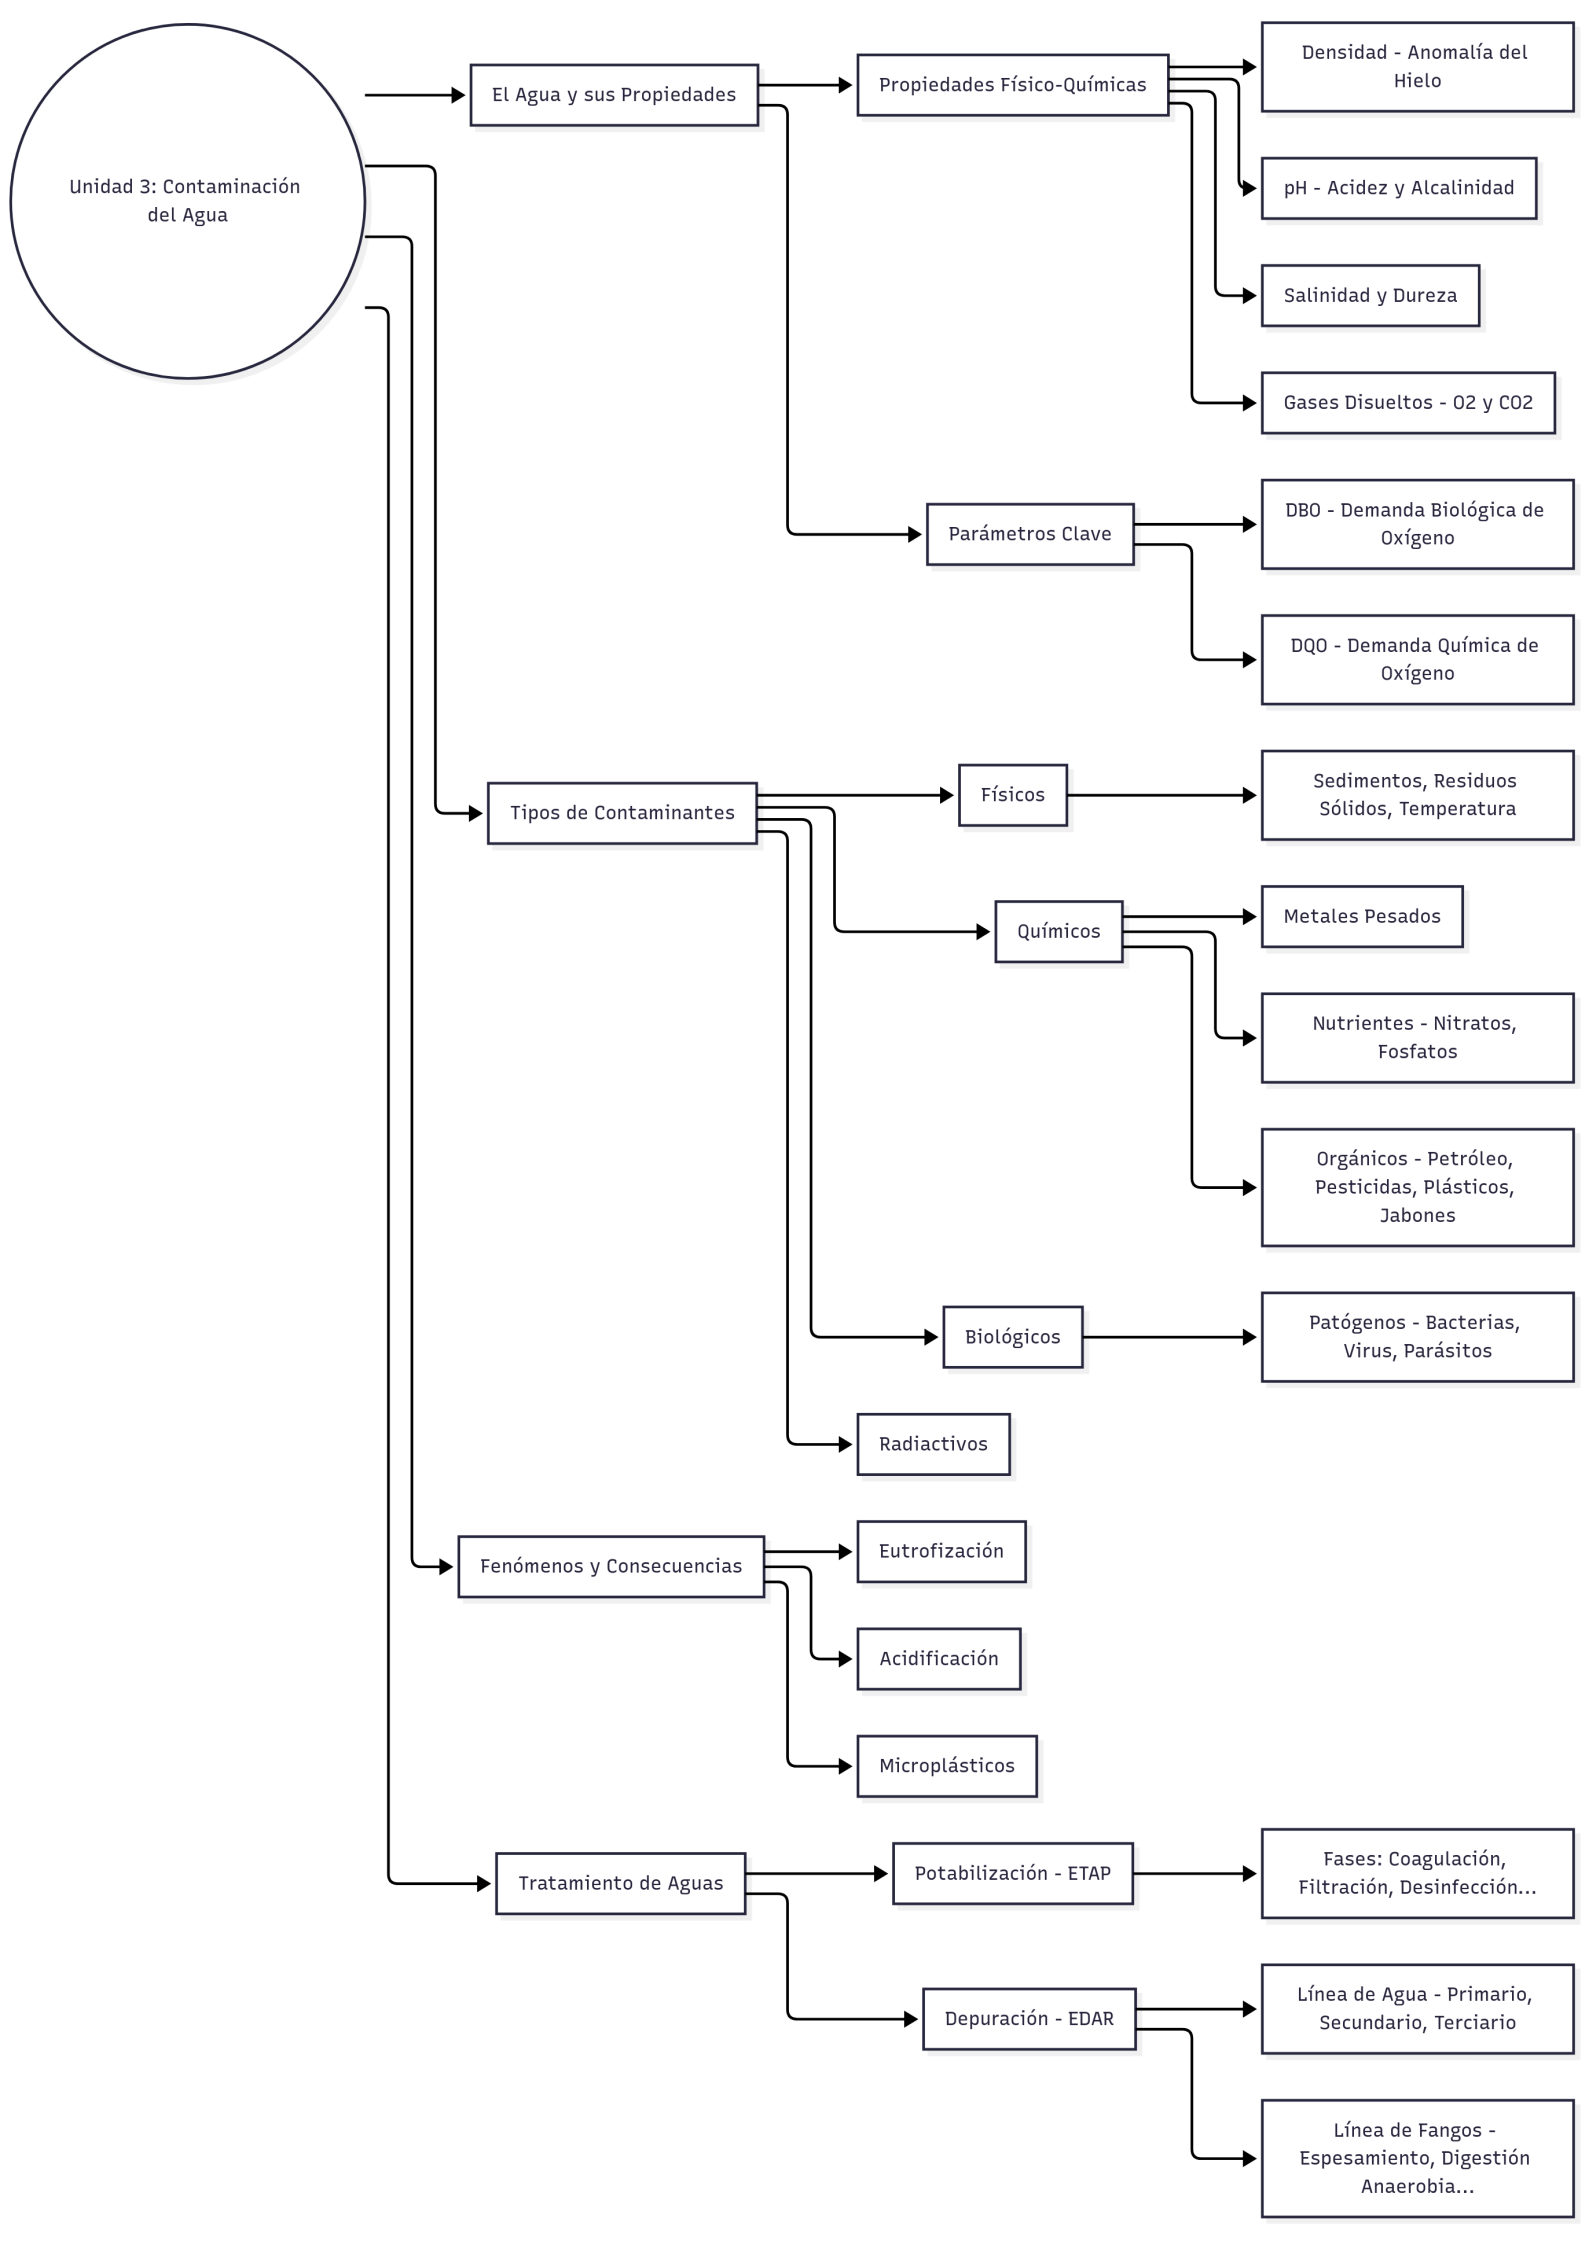 Unidad 3: Contaminación
del Agua
El Agua y sus Propiedades
Propiedades Físico-Químicas
Densidad - Anomalía del
Hielo
pH - Acidez y Alcalinidad
Salinidad y Dureza
Gases Disueltos - O2 y CO2
Parámetros Clave
DBO - Demanda Biológica de
Oxígeno
DQO - Demanda Química de
Oxígeno
Tipos de Contaminantes
Físicos
Sedimentos, Residuos
Sólidos, Temperatura
Químicos
Metales Pesados
Nutrientes - Nitratos,
Fosfatos
Orgánicos - Petróleo,
Pesticidas, Plásticos,
Jabones
Biológicos
Patógenos - Bacterias,
Virus, Parásitos
Radiactivos
Fenómenos y Consecuencias
Eutrofización
Acidificación
Microplásticos
Tratamiento de Aguas
Potabilización - ETAP
Fases: Coagulación,
Filtración, Desinfección...
Depuración - EDAR
Línea de Agua - Primario,
Secundario, Terciario
Línea de Fangos -
Espesamiento, Digestión
Anaerobia...